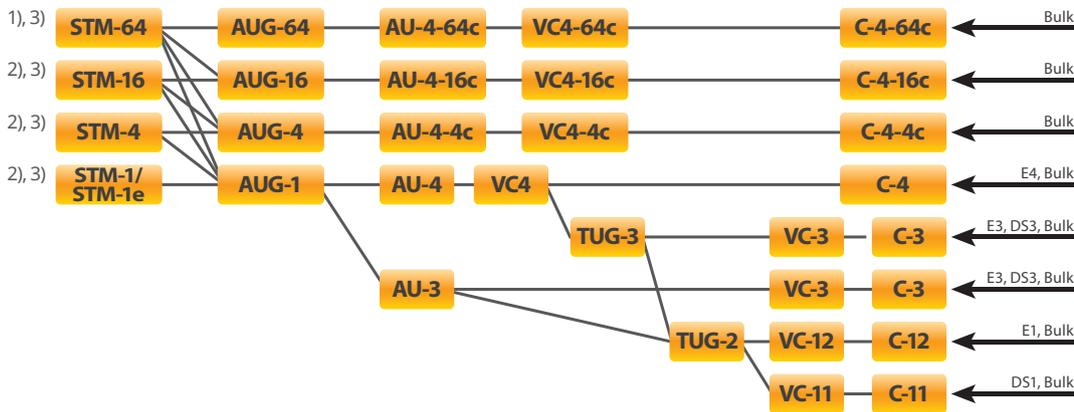 1), 3) STM-64 AUG-64 AU-4-64c VC4-64c C-4-64c Bulk
2), 3) STM-16 AUG-16 AU-4-16c VC4-16c C-4-16c Bulk
2), 3) STM-4 AUG-4 AU-4-4c VC4-4c C-4-4c Bulk
2), 3) STM-1/
STM-1e AUG-1 AU-4 VC4 C-4 E4, Bulk
TUG-3 VC-3 C-3 E3, DS3, Bulk
AU-3 VC-3 C-3 E3, DS3, Bulk
TUG-2 VC-12 C-12 E1, Bulk
VC-11 C-11 DS1, Bulk